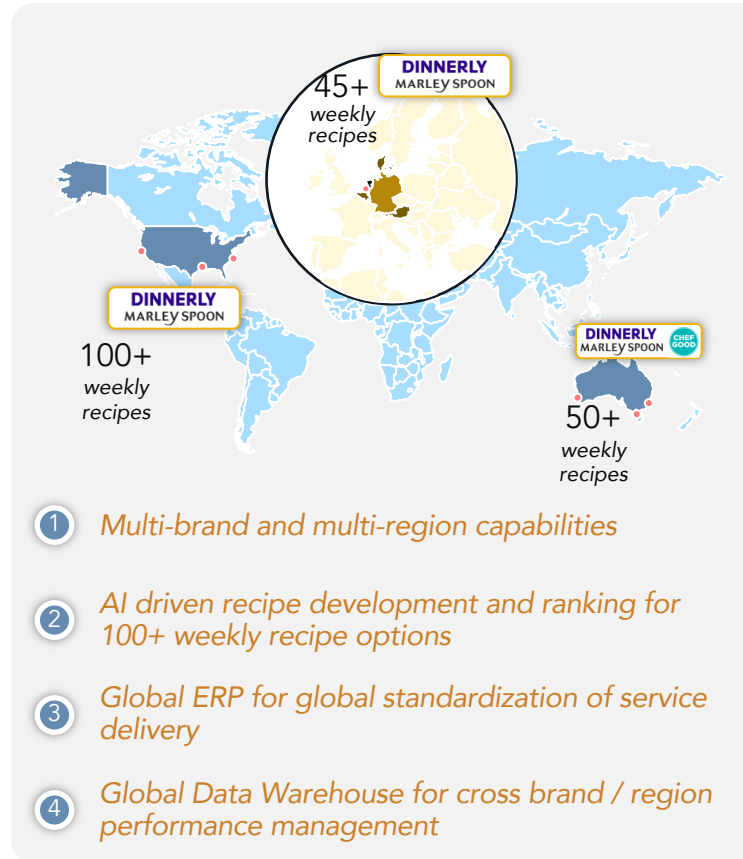 DINNERLY
MARLEY SPOON
45+
weekly
recipes
DINNERLY
MARLEY SPOON
100+
weekly
recipes
DINNERLY
MARLEY SPOON
CHEF
GOOD
50+
weekly
recipes
1
Multi-brand and multi-region capabilities
2
AI driven recipe development and ranking for
100+ weekly recipe options
3
Global ERP for global standardization of service
delivery
4
Global Data Warehouse for cross brand / region
performance management